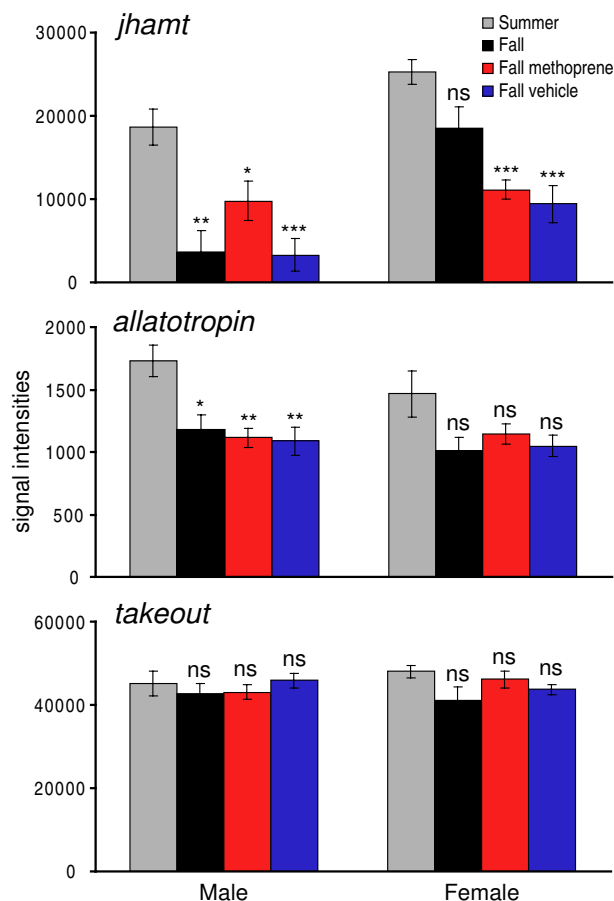 jhamt
Summer
Fall
Fall methoprene
Fall vehicle
30000
20000
10000
0
**
*
***
ns
***
***
allatotropin
signal intensities
2000
1500
1000
500
0
*
**
**
ns
ns
ns
takeout
60000
40000
20000
0
ns
ns
ns
ns
ns
ns
Male
Female